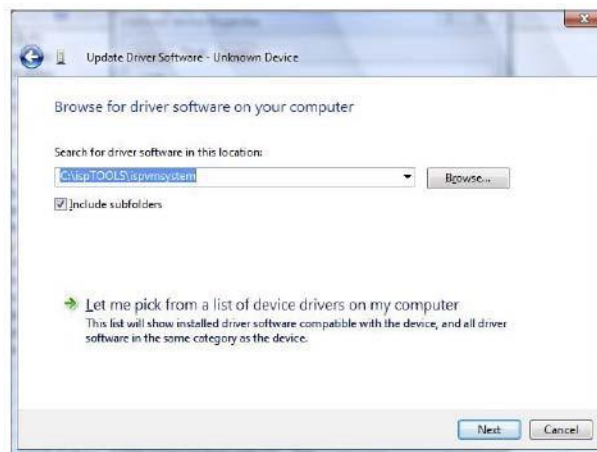 Update Driver Software - Unknown Device
Browse for driver software on your computer
Search for driver software in this location:
C:\ispTOOLS\ispvmsystem
Browse...
Include subfolders
Let me pick from a list of device drivers on my computer
This list will show installed driver software compatible with the device, and all driver
software in the same category as the device.
Next
Cancel